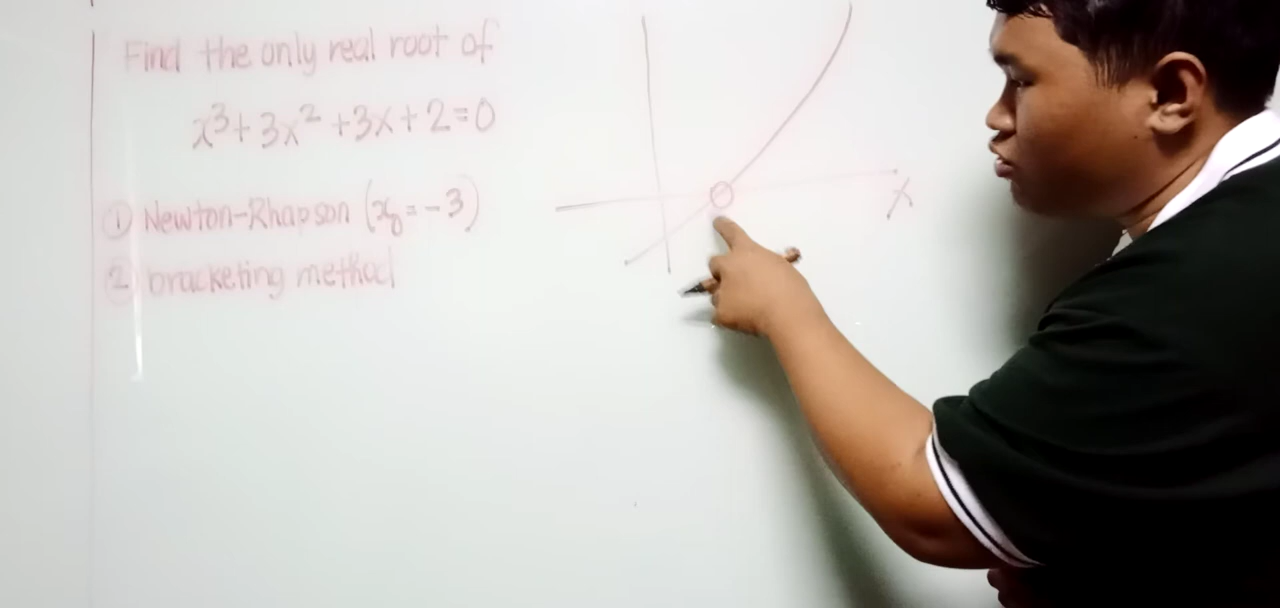 Find the only real root of
x³+3x²+3x+2=0
① Newton-Rhapson (x₀=-3)
② bracketing method
x